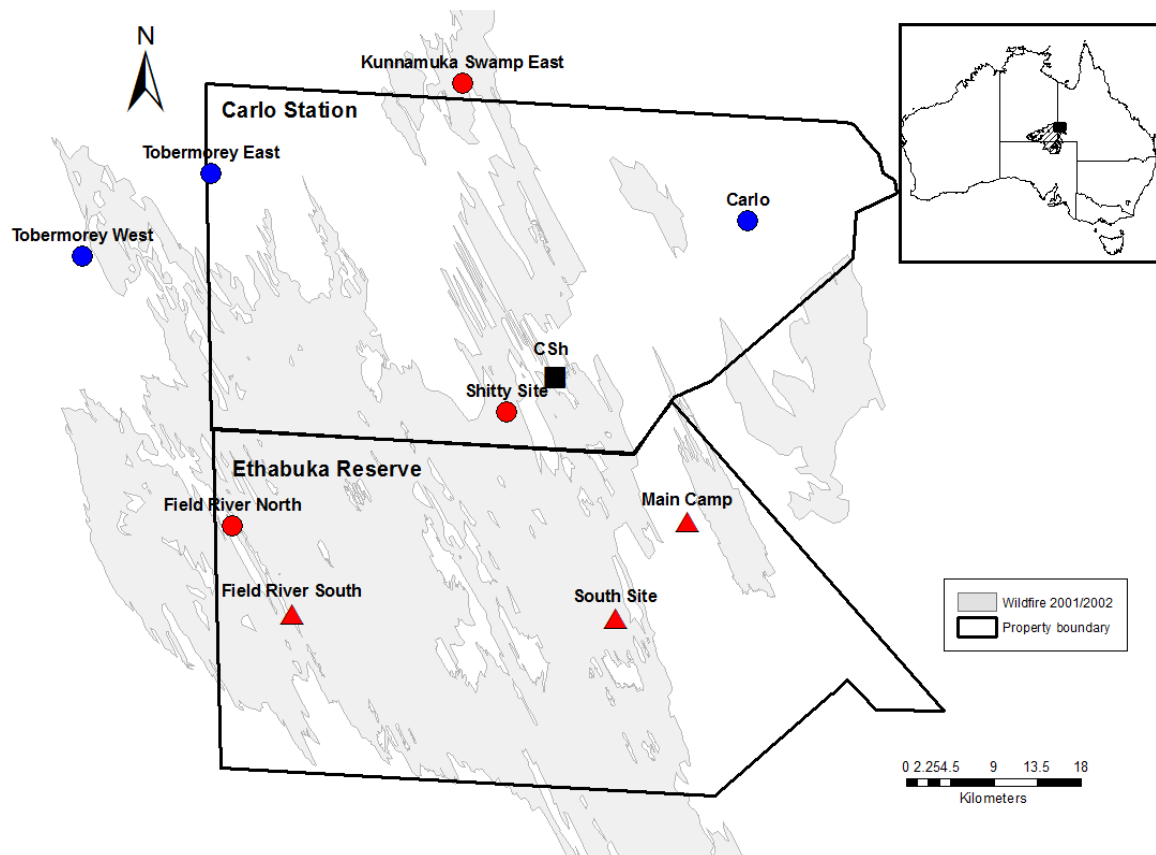 N
Kunnamuka Swamp East
Carlo Station
Tobermorey East
Carlo
Tobermorey West
CSh
Shitty Site
Ethabuka Reserve
Field River North
Main Camp
Field River South
South Site
Wildfire 2001/2002
Property boundary
0 2.254.5 9 13.5 18
Kilometers